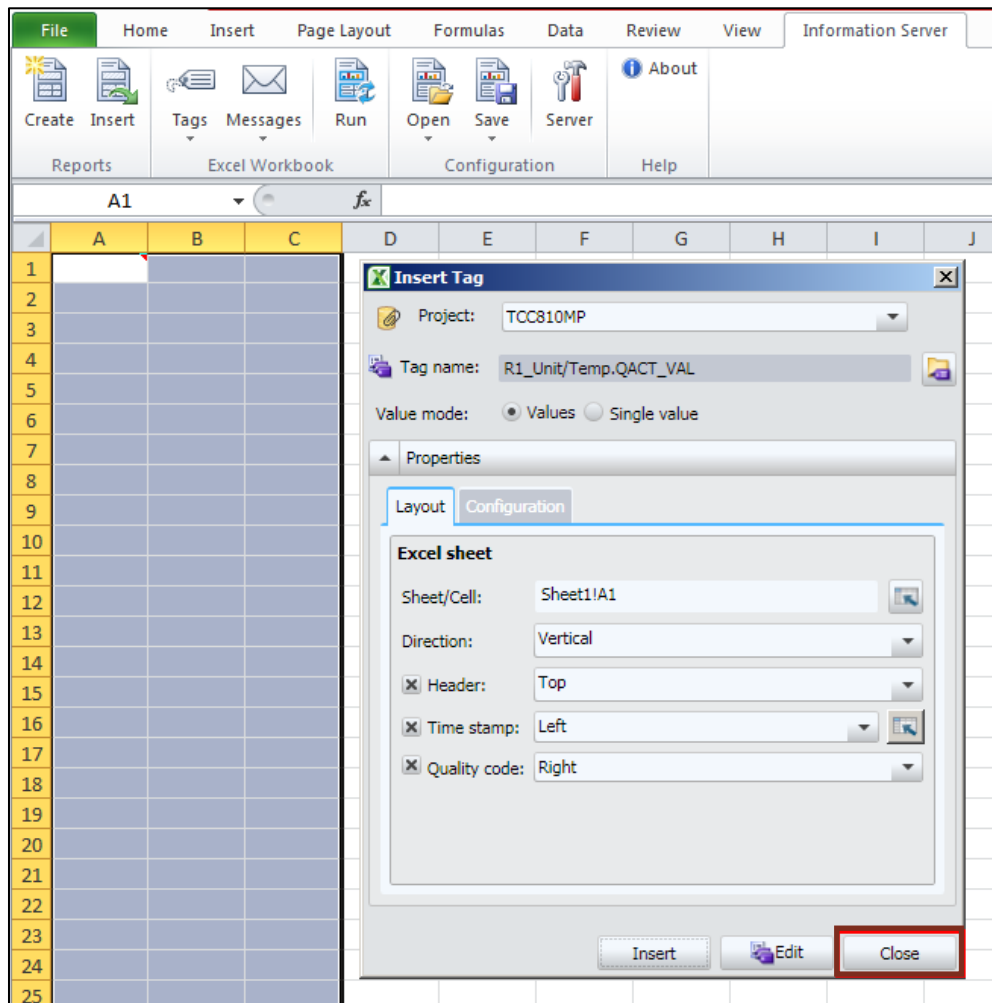 File Home Insert Page Layout Formulas Data Review View Information Server
Create Insert Tags Messages Run Open Save Server About
Reports Excel Workbook Configuration Help
A1 fx
A B C D E F G H I J
1
2
3
4
5
6
7
8
9
10
11
12
13
14
15
16
17
18
19
20
21
22
23
24
25
Insert Tag
Project: TCC810MP
Tag name: R1_Unit/Temp.QACT_VAL
Value mode: Values Single value
Properties
Layout Configuration
Excel sheet
Sheet/Cell: Sheet1!A1
Direction: Vertical
Header: Top
Time stamp: Left
Quality code: Right
Insert Edit Close